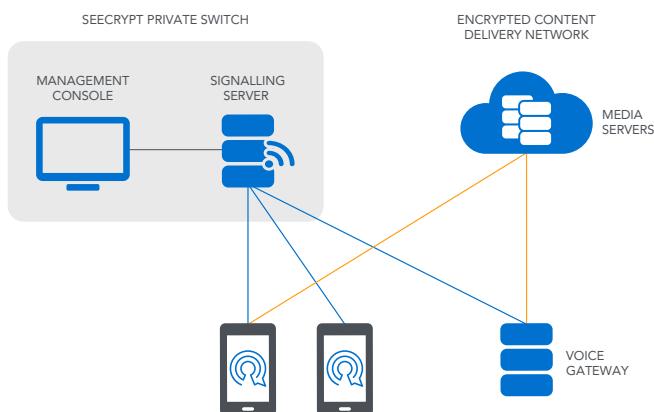 SEECRYPT PRIVATE SWITCH
ENCRYPTED CONTENT
DELIVERY NETWORK
MANAGEMENT
CONSOLE
SIGNALLING
SERVER
MEDIA
SERVERS
VOICE
GATEWAY